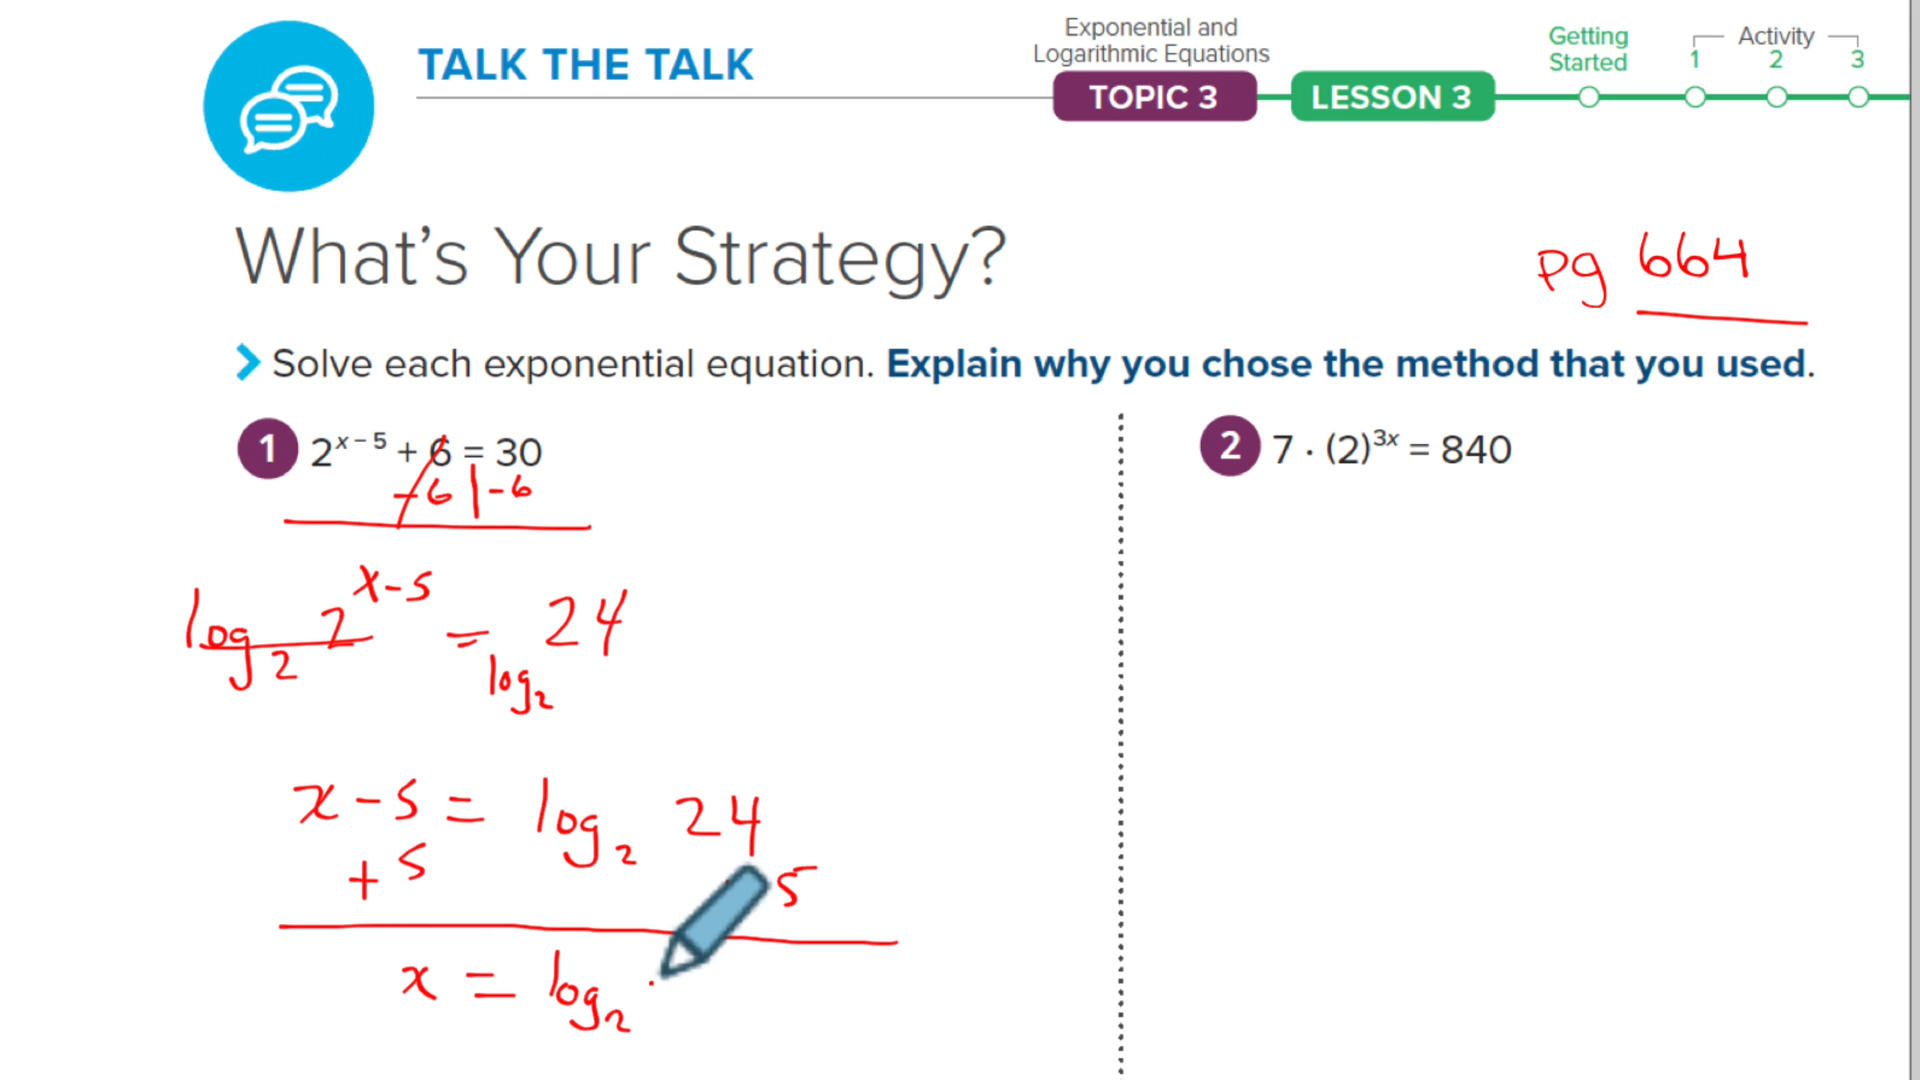 TALK THE TALK
Exponential and
Logarithmic Equations
TOPIC 3
LESSON 3
Getting
Started
Activity
1 2 3
What's Your Strategy?
pg 664
Solve each exponential equation. Explain why you chose the method that you used.
1 2^{x – 5} + 6 = 30
-6 | -6
log₂ 2^{x-5} = log₂ 24
x - 5 = log₂ 24
+ 5 5
x = log₂
2 7 · (2)^{3x} = 840